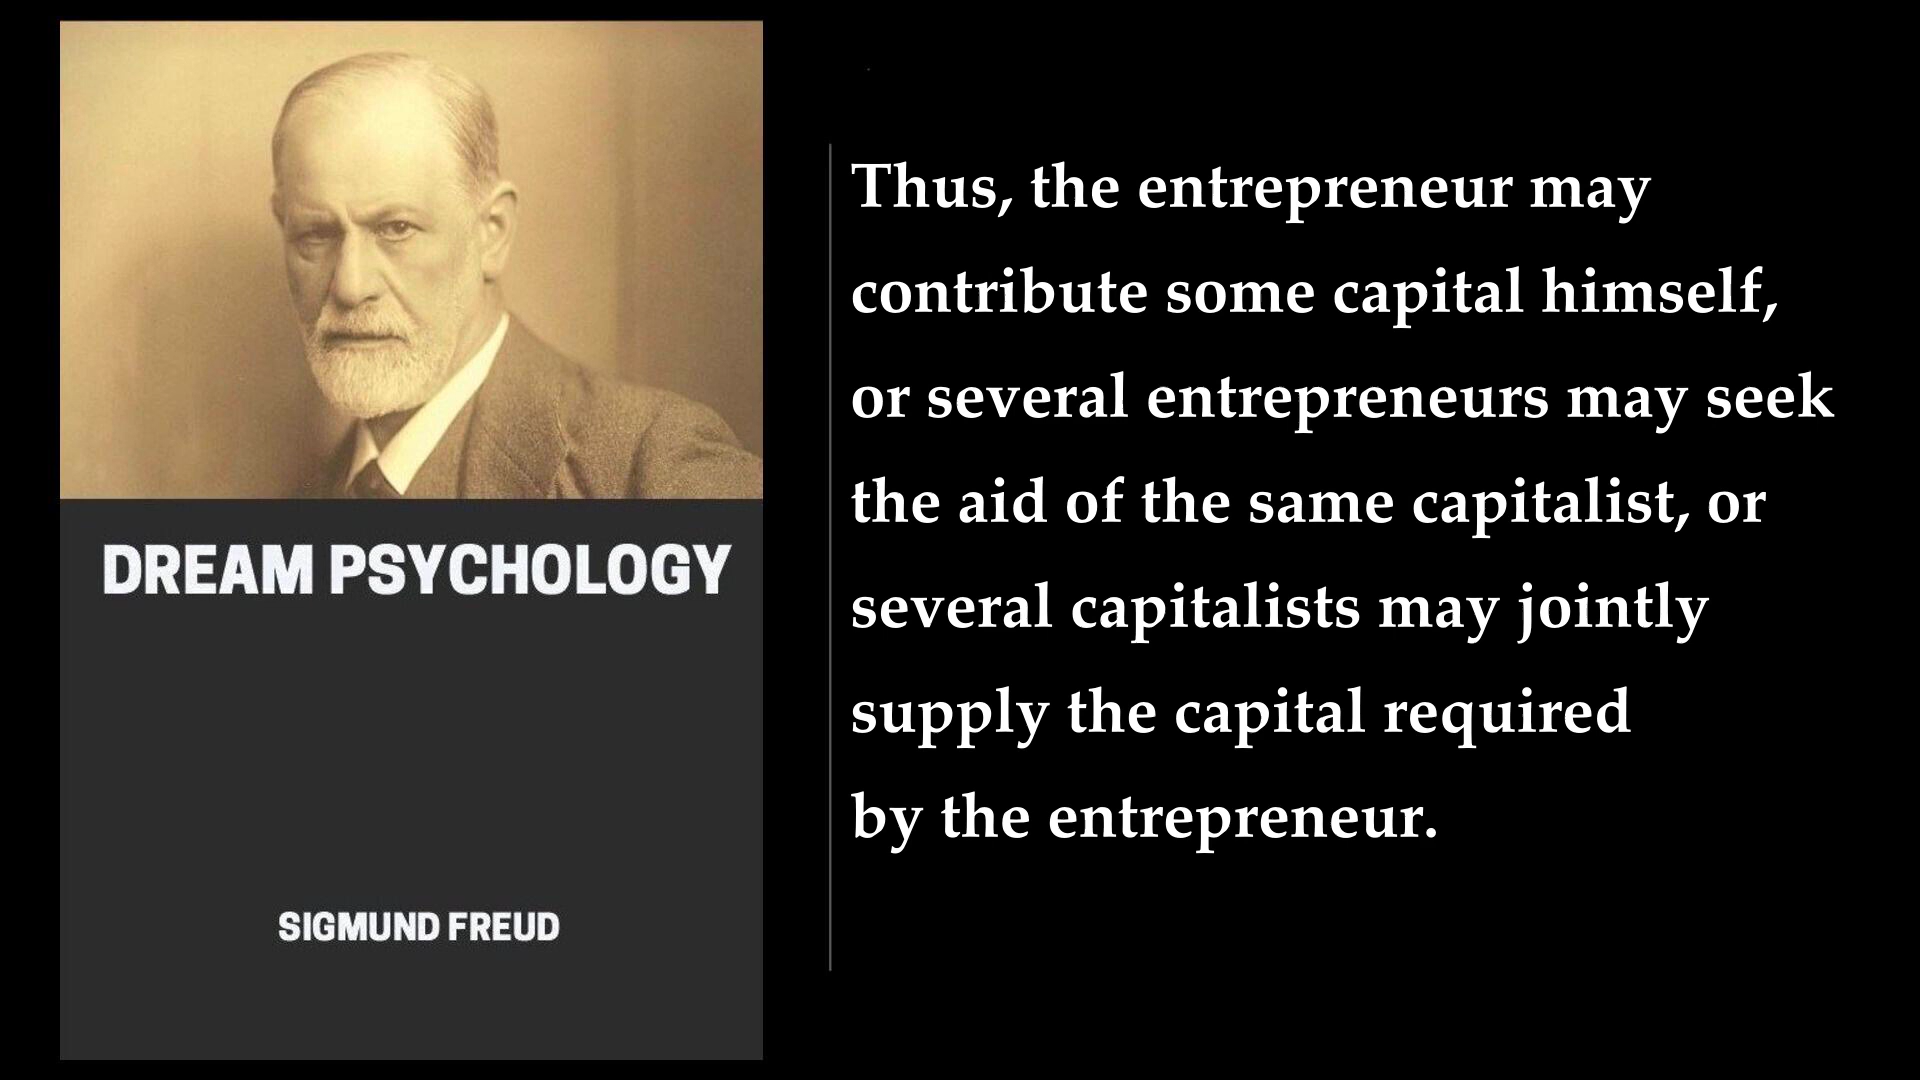 DREAM PSYCHOLOGY
SIGMUND FREUD
Thus, the entrepreneur may
contribute some capital himself,
or several entrepreneurs may seek
the aid of the same capitalist, or
several capitalists may jointly
supply the capital required
by the entrepreneur.